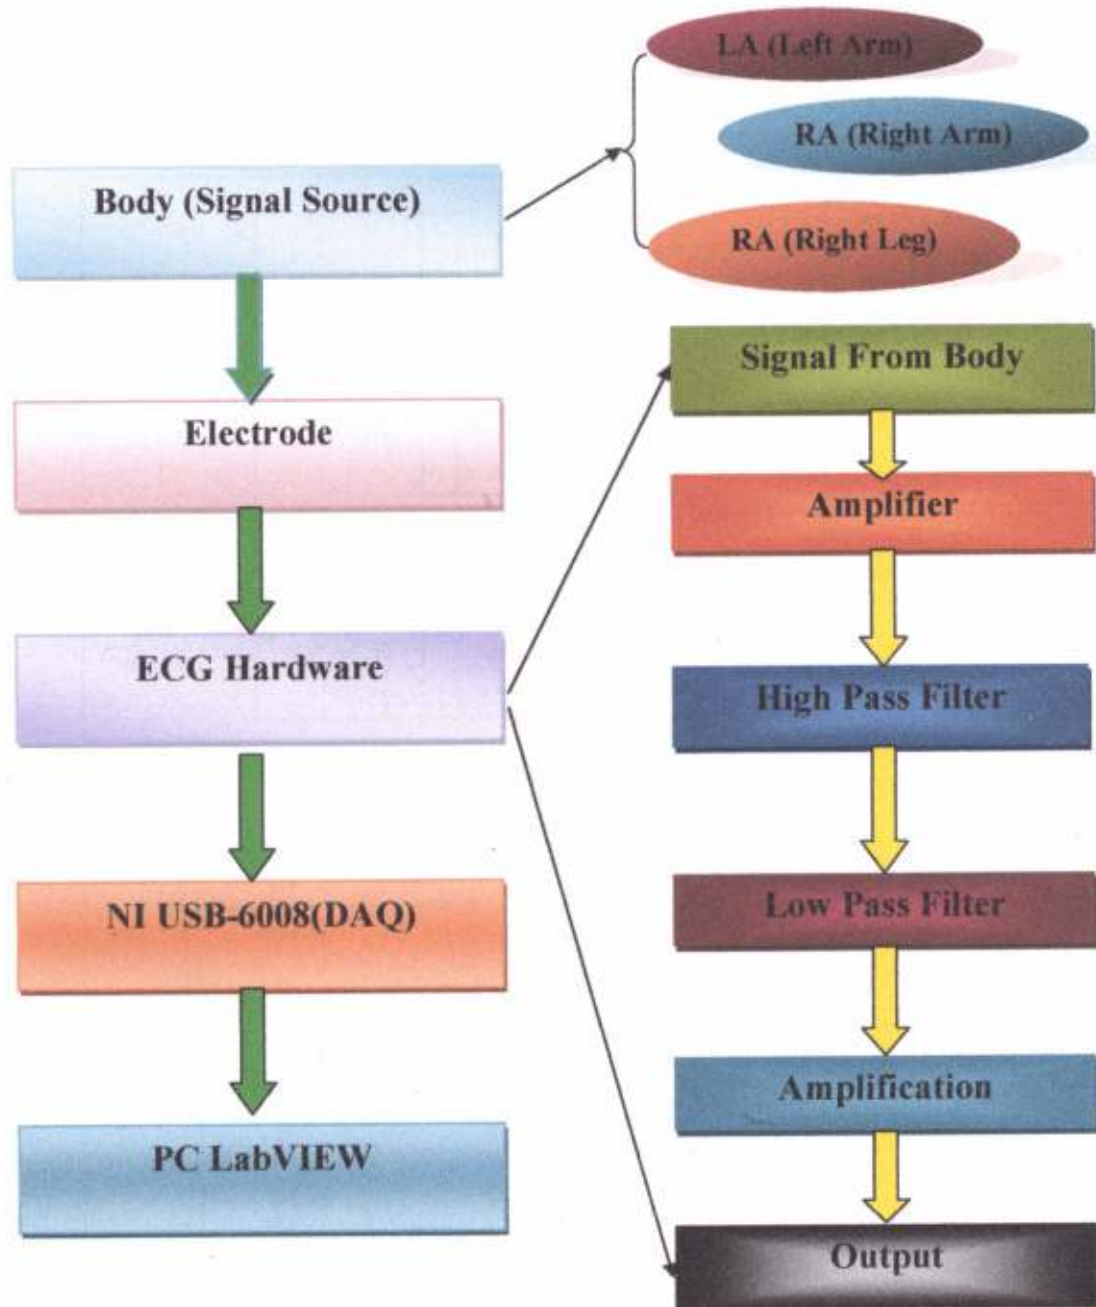 LA (Left Arm)
RA (Right Arm)
RA (Right Leg)
Body (Signal Source)
Electrode
ECG Hardware
NI USB-6008(DAQ)
PC LabVIEW
Signal From Body
Amplifier
High Pass Filter
Low Pass Filter
Amplification
Output